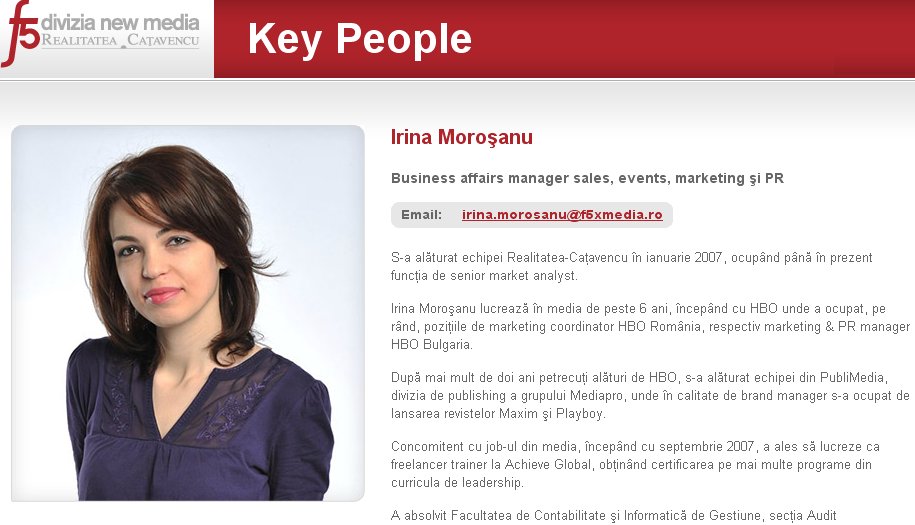 f5 divizia new media
REALITATEA.CAŢAVENCU
Key People
Irina Moroşanu
Business affairs manager sales, events, marketing şi PR
Email: irina.morosanu@f5xmedia.ro
S-a alăturat echipei Realitatea-Caţavencu în ianuarie 2007, ocupând până în prezent
funcţia de senior market analyst.
Irina Moroşanu lucrează în media de peste 6 ani, începând cu HBO unde a ocupat, pe
rând, poziţiile de marketing coordinator HBO România, respectiv marketing & PR manager
HBO Bulgaria.
După mai mult de doi ani petrecuţi alături de HBO, s-a alăturat echipei din PubliMedia,
divizia de publishing a grupului Mediapro, unde în calitate de brand manager s-a ocupat de
lansarea revistelor Maxim şi Playboy.
Concomitent cu job-ul din media, începând cu septembrie 2007, a ales să lucreze ca
freelancer trainer la Achieve Global, obţinând certificarea pe mai multe programe din
curricula de leadership.
A absolvit Facultatea de Contabilitate şi Informatică de Gestiune, secţia Audit